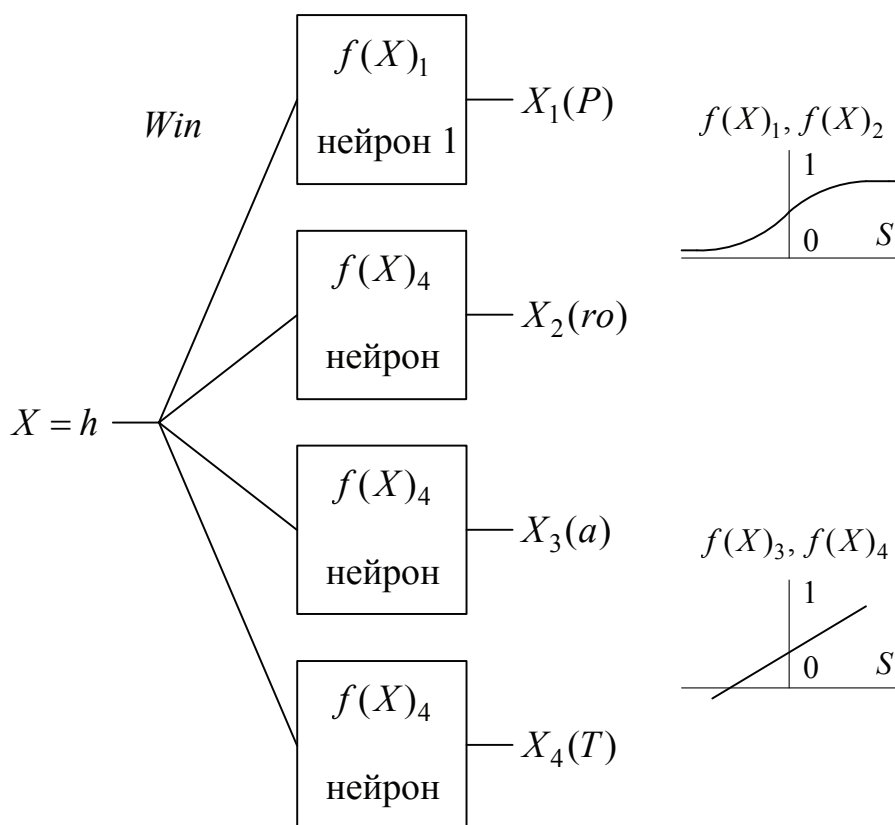 f(X)₁
нейрон 1
Win
X₁(P)
f(X)₁, f(X)₂
1
0
S
f(X)₄
нейрон
X₂(ro)
X = h
f(X)₄
нейрон
X₃(a)
f(X)₃, f(X)₄
1
0
S
f(X)₄
нейрон
X₄(T)